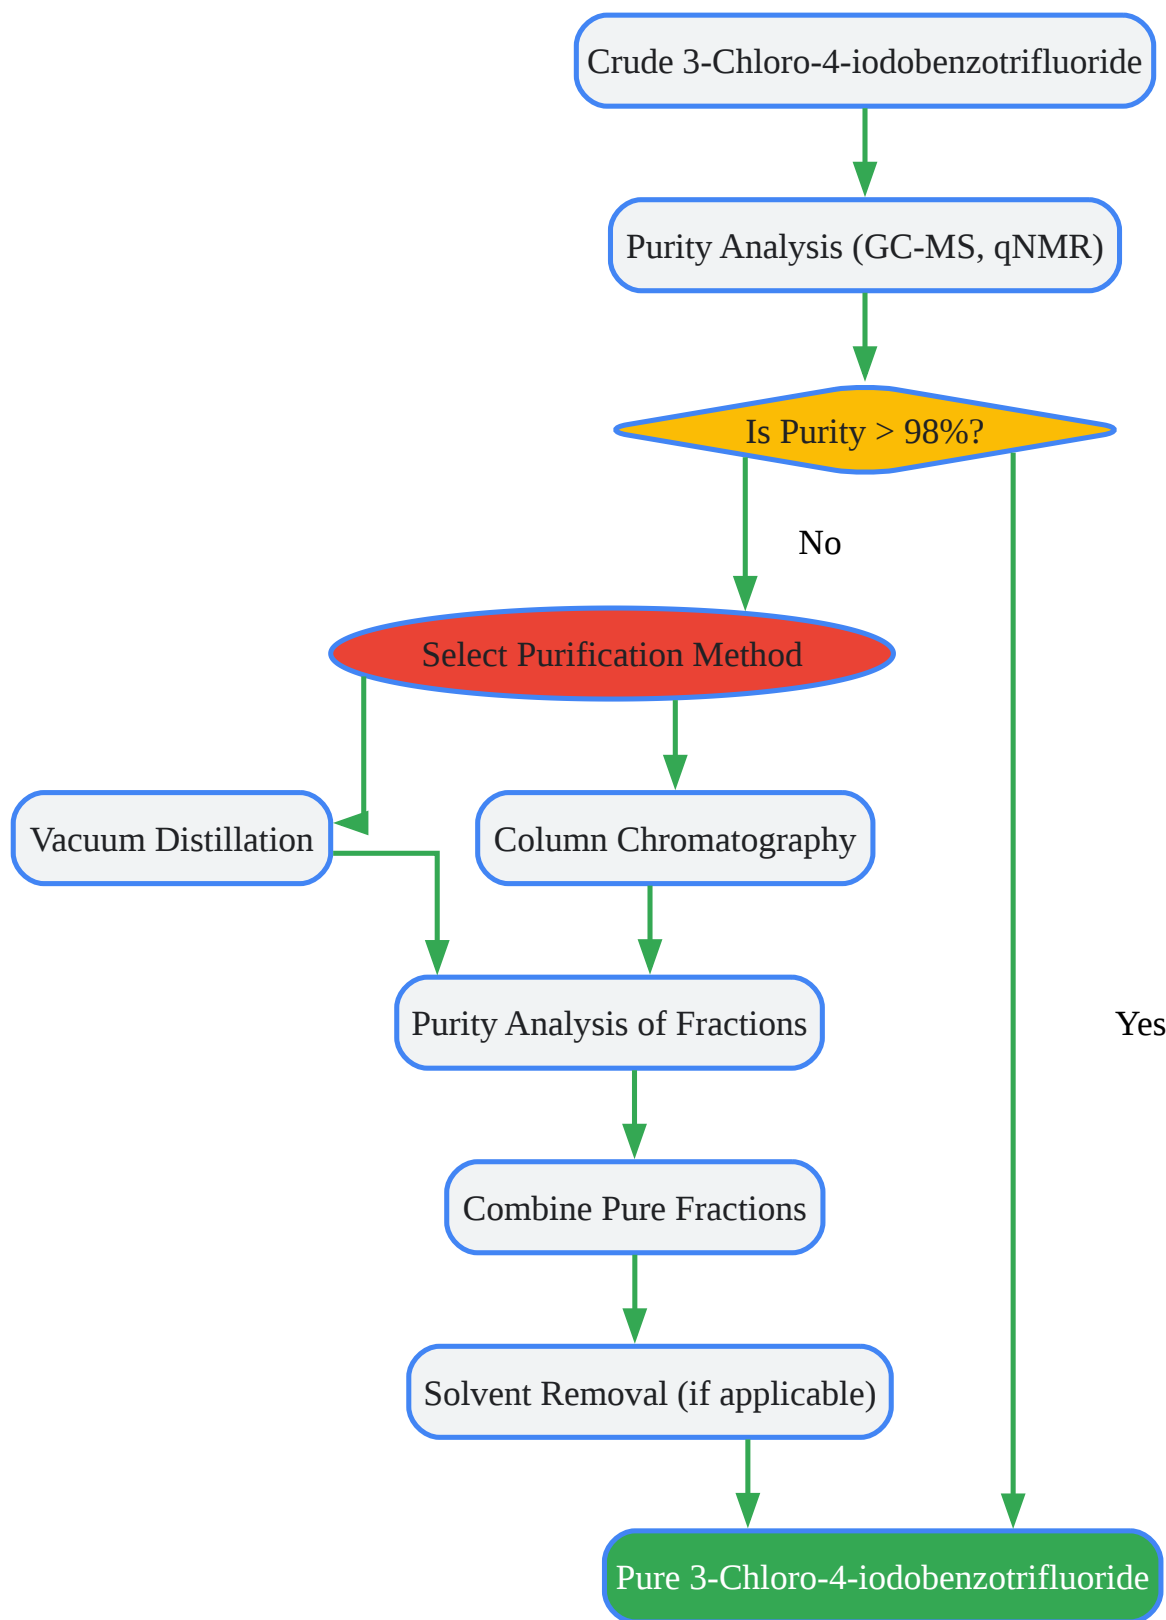 Crude 3-Chloro-4-iodobenzotrifluoride
Purity Analysis (GC-MS, qNMR)
Is Purity > 98%?
No
Select Purification Method
Vacuum Distillation
Column Chromatography
Purity Analysis of Fractions
Yes
Combine Pure Fractions
Solvent Removal (if applicable)
Pure 3-Chloro-4-iodobenzotrifluoride